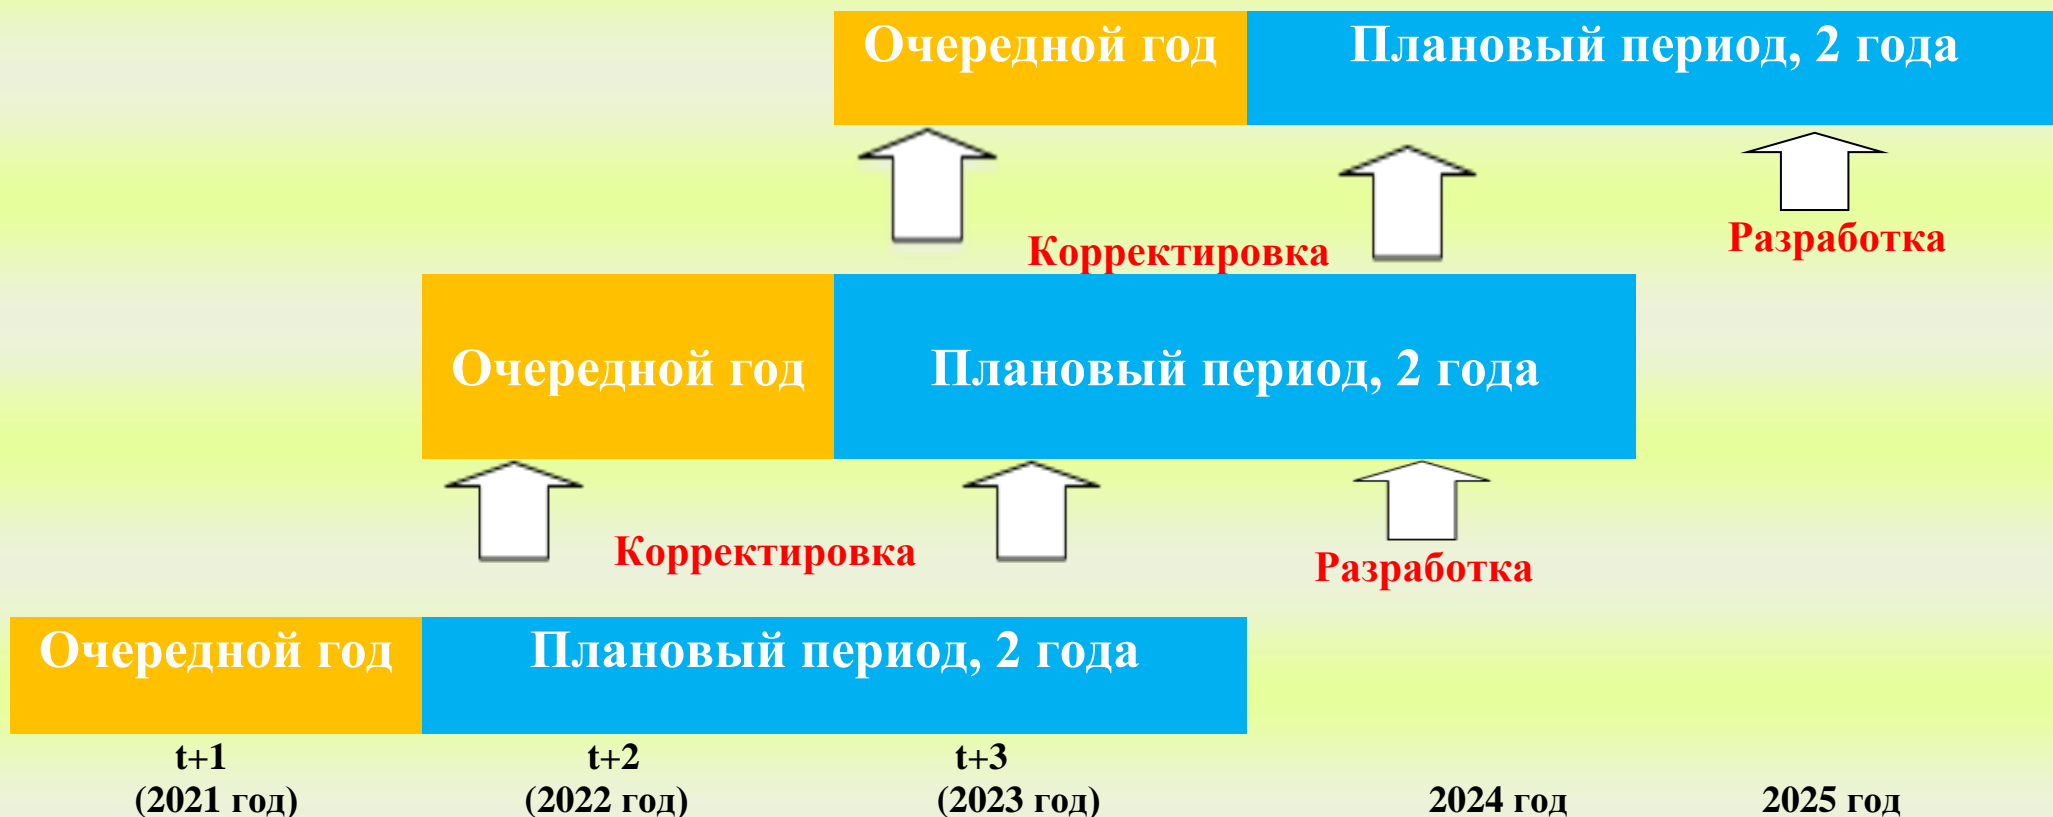 Очередной год
Плановый период, 2 года
Корректировка
Разработка
Очередной год
Плановый период, 2 года
Корректировка
Разработка
Очередной год
Плановый период, 2 года
t+1
(2021 год)
t+2
(2022 год)
t+3
(2023 год)
2024 год
2025 год